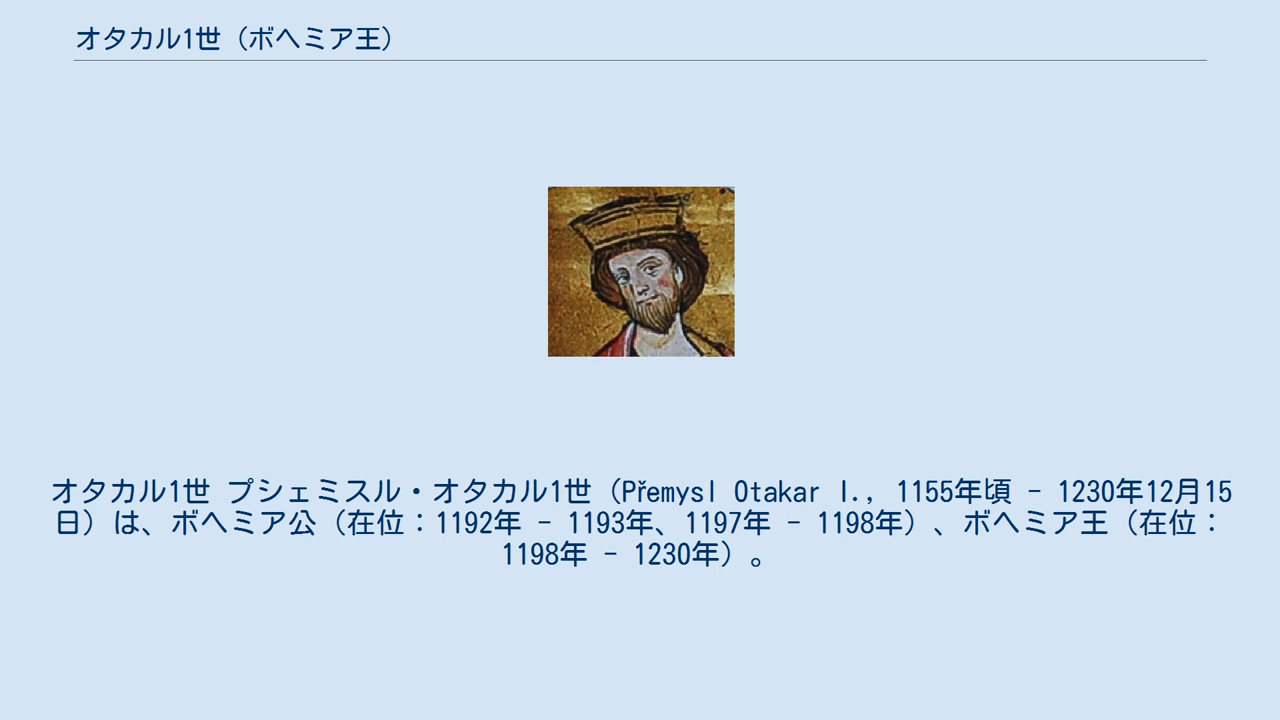 オタカル1世（ボヘミア王）
オタカル1世 プシェミスル・オタカル1世（Přemysl Otakar I., 1155年頃 - 1230年12月15
日）は、ボヘミア公（在位：1192年 - 1193年、1197年 - 1198年）、ボヘミア王（在位：
1198年 - 1230年）。